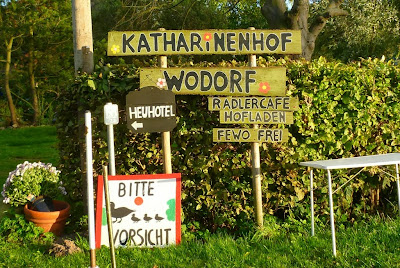 KATHARINENHOF
WODORF
HEUHOTEL
RADLERCAFE
HOFLADEN
FEWO FREI
BITTE
VORSICHT